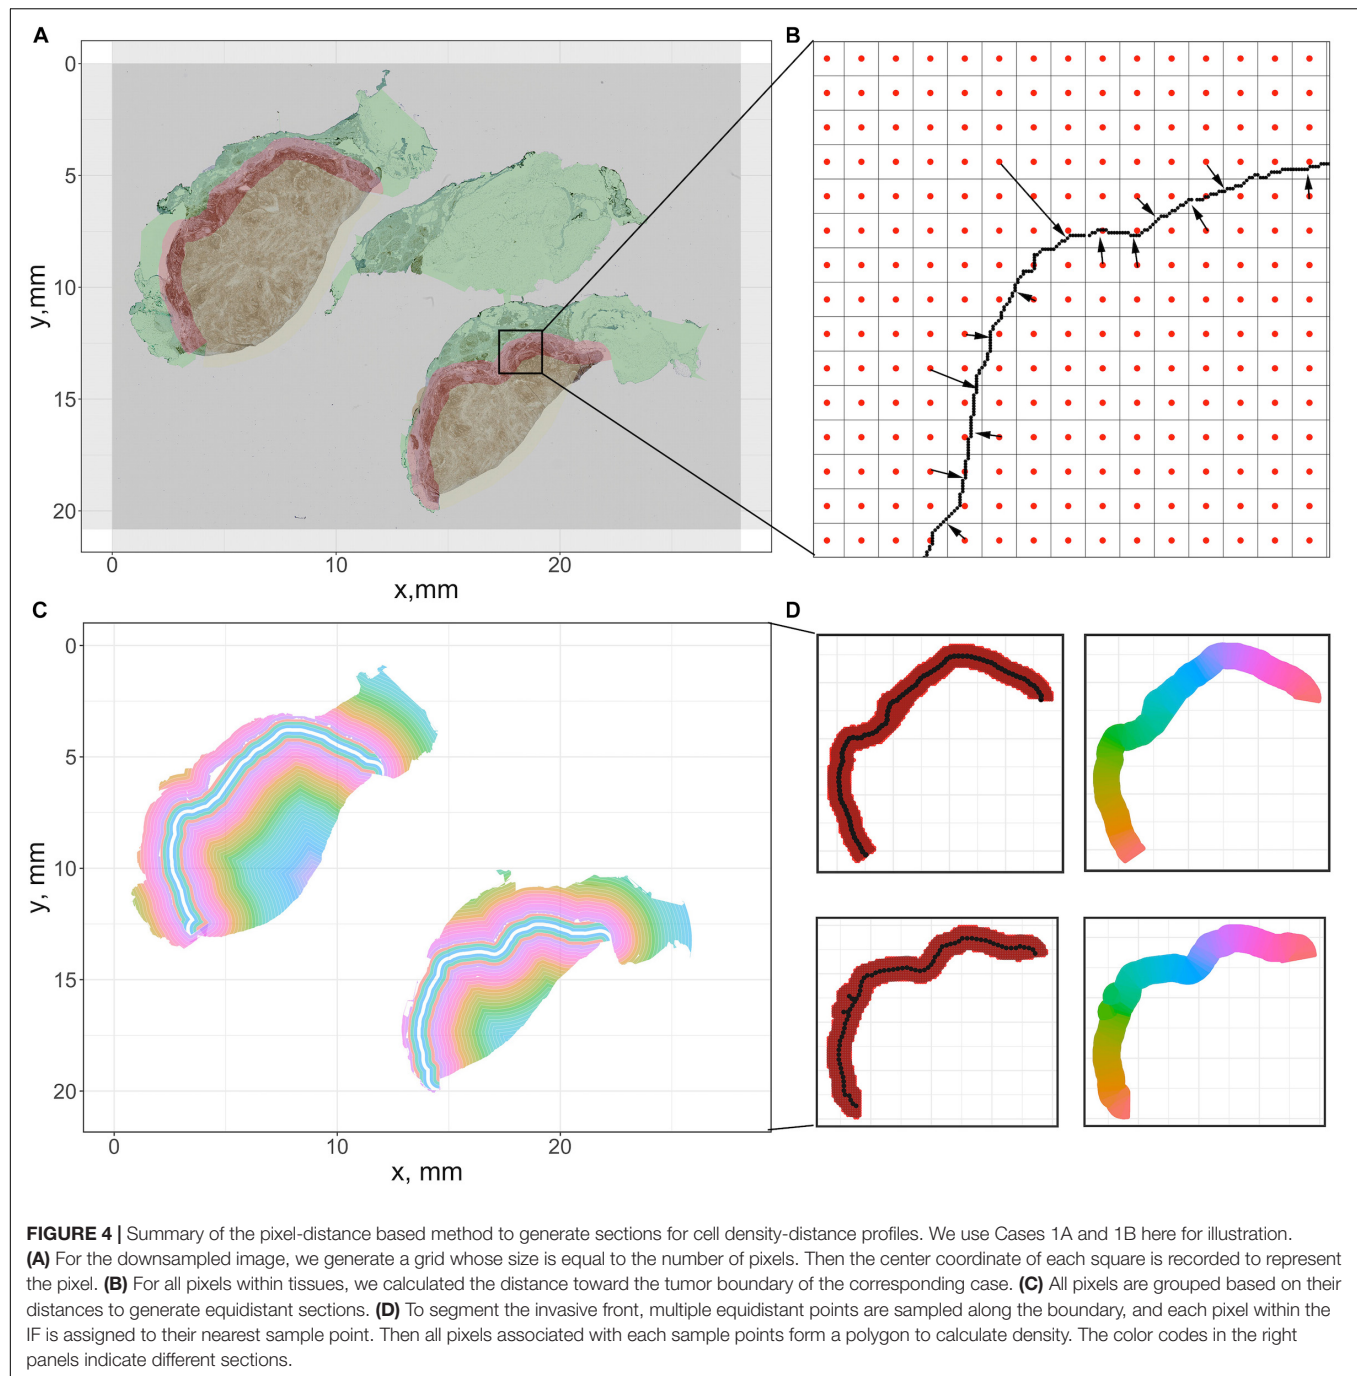 A
B
0
5
10
15
20
y,mm
0
10
20
x,mm
C
D
0
5
10
15
20
y, mm
0
10
20
x, mm
FIGURE 4 | Summary of the pixel-distance based method to generate sections for cell density-distance profiles. We use Cases 1A and 1B here for illustration.
(A) For the downsampled image, we generate a grid whose size is equal to the number of pixels. Then the center coordinate of each square is recorded to represent
the pixel. (B) For all pixels within tissues, we calculated the distance toward the tumor boundary of the corresponding case. (C) All pixels are grouped based on their
distances to generate equidistant sections. (D) To segment the invasive front, multiple equidistant points are sampled along the boundary, and each pixel within the
IF is assigned to their nearest sample point. Then all pixels associated with each sample points form a polygon to calculate density. The color codes in the right
panels indicate different sections.